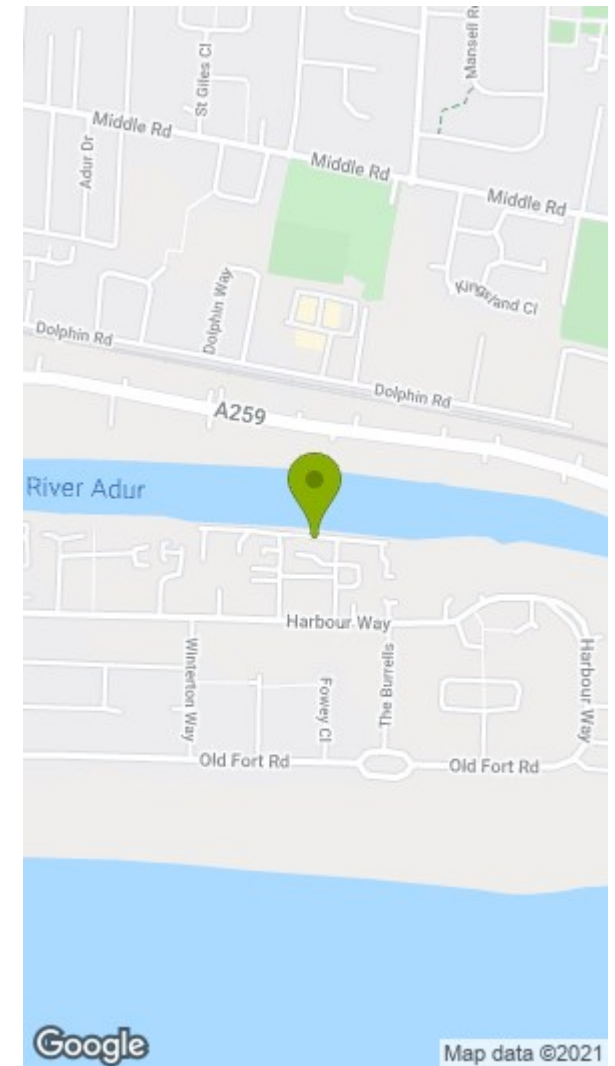 St Giles Cl
Mansell Rd
Middle Rd
Adur Dr
Middle Rd
Middle Rd
Dolphin Way
Kingsland Cl
Dolphin Rd
Dolphin Rd
A259
River Adur
Harbour Way
Winterton Way
Fowey Cl
The Burrells
Harbour Way
Old Fort Rd
Old Fort Rd
Google
Map data ©2021